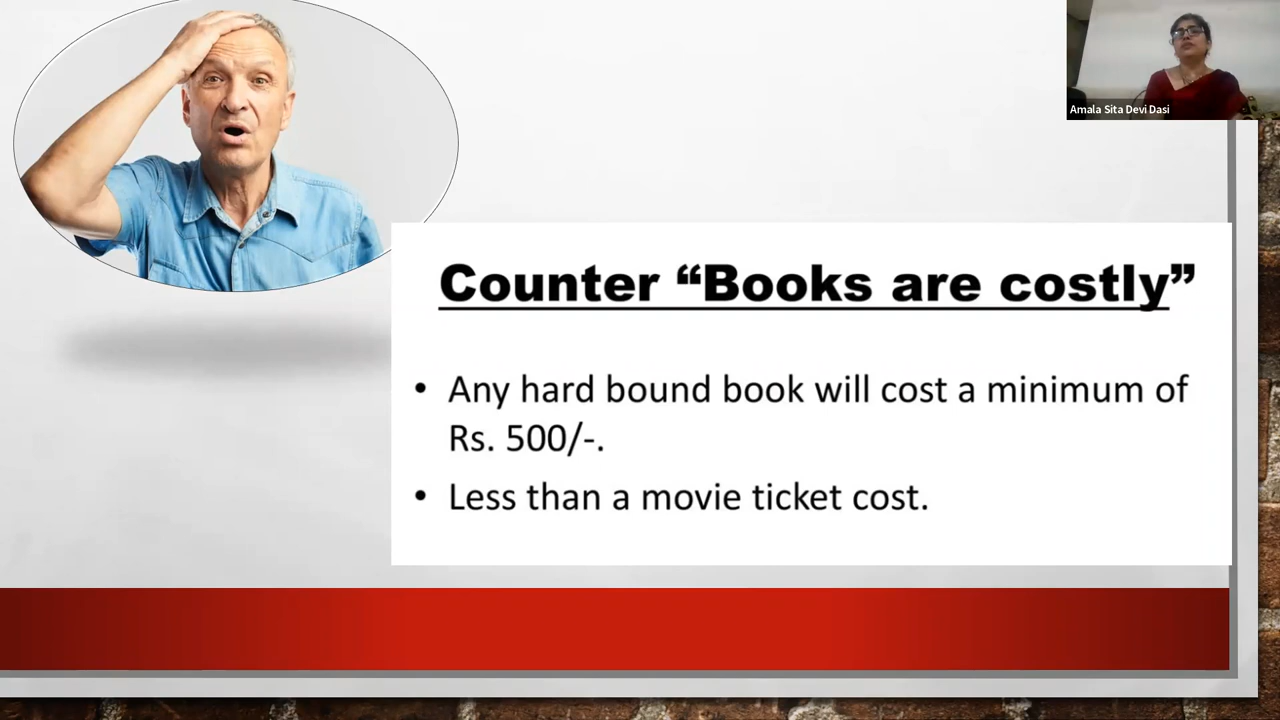 Amala Sita Devi Dasi
Counter “Books are costly”
• Any hard bound book will cost a minimum of
Rs. 500/-.
• Less than a movie ticket cost.